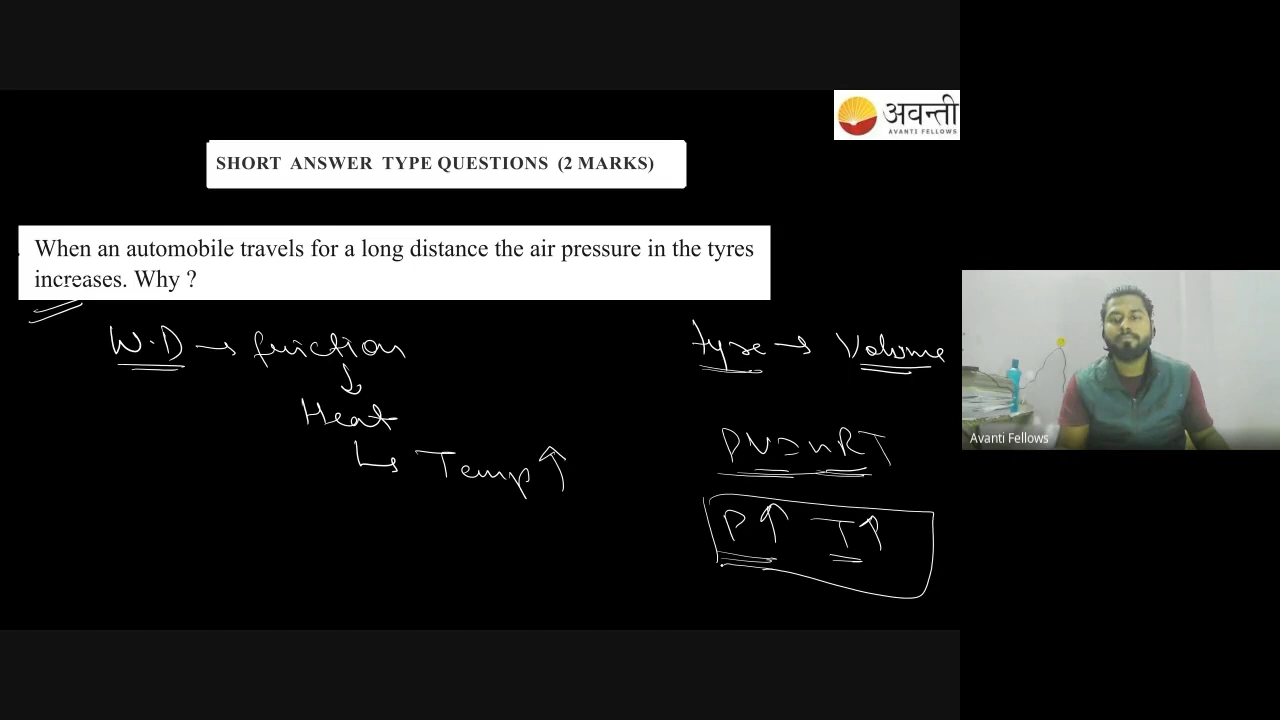 अवन्ती
AVANTI FELLOWS
SHORT ANSWER TYPE QUESTIONS (2 MARKS)
When an automobile travels for a long distance the air pressure in the tyres
increases. Why ?
W.D → friction
Heat
Temp ↑
tyre → Volume
PV = nRT
P↑ T↑
Avanti Fellows